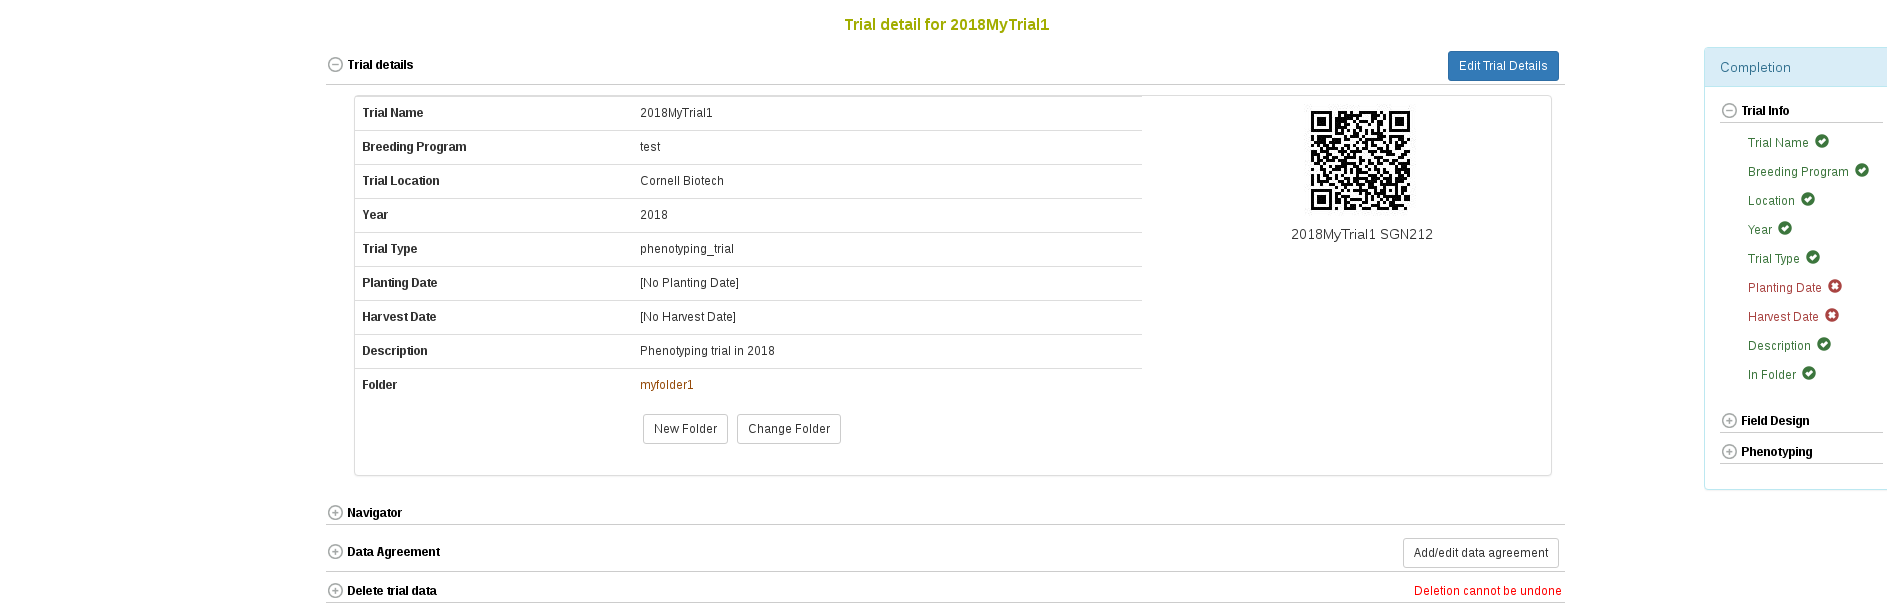 Trial detail for 2018MyTrial1
Trial details
Edit Trial Details
Trial Name 2018MyTrial1
Breeding Program test
Trial Location Cornell Biotech
Year 2018
Trial Type phenotyping_trial
Planting Date [No Planting Date]
Harvest Date [No Harvest Date]
Description Phenotyping trial in 2018
Folder myfolder1
New Folder Change Folder
2018MyTrial1 SGN212
Navigator
Data Agreement Add/edit data agreement
Delete trial data Deletion cannot be undone
Completion
Trial Info
Trial Name
Breeding Program
Location
Year
Trial Type
Planting Date
Harvest Date
Description
In Folder
Field Design
Phenotyping